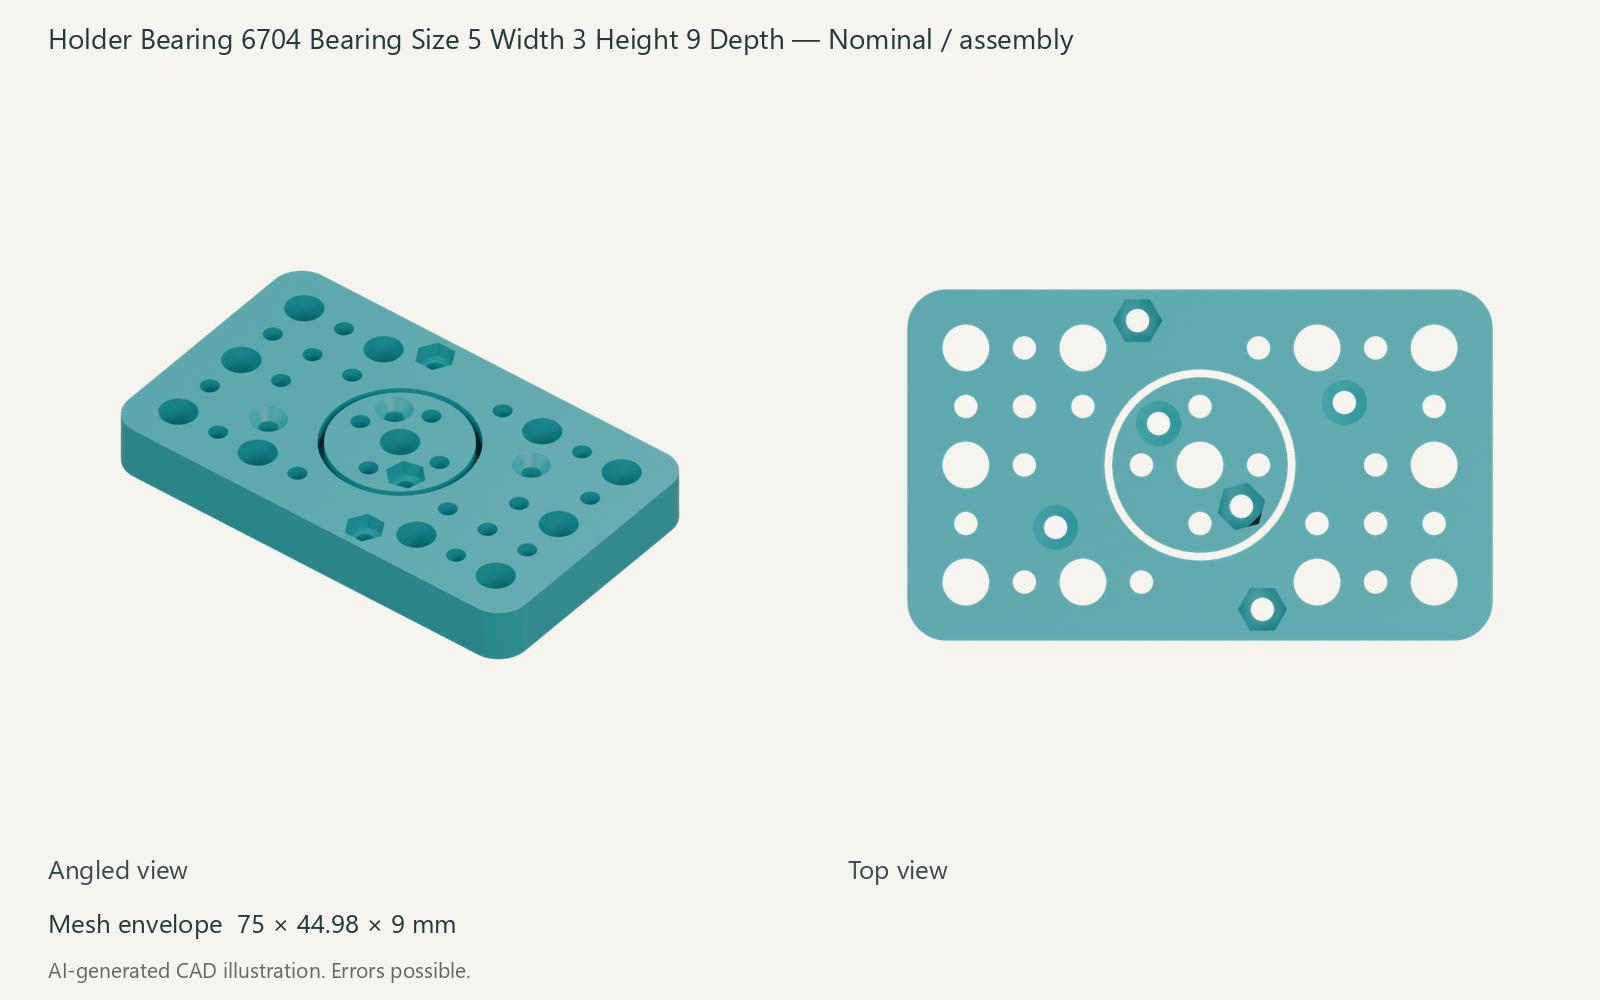 Holder Bearing 6704 Bearing Size 5 Width 3 Height 9 Depth — Nominal / assembly
Angled view
Top view
Mesh envelope 75 × 44.98 × 9 mm
AI-generated CAD illustration. Errors possible.